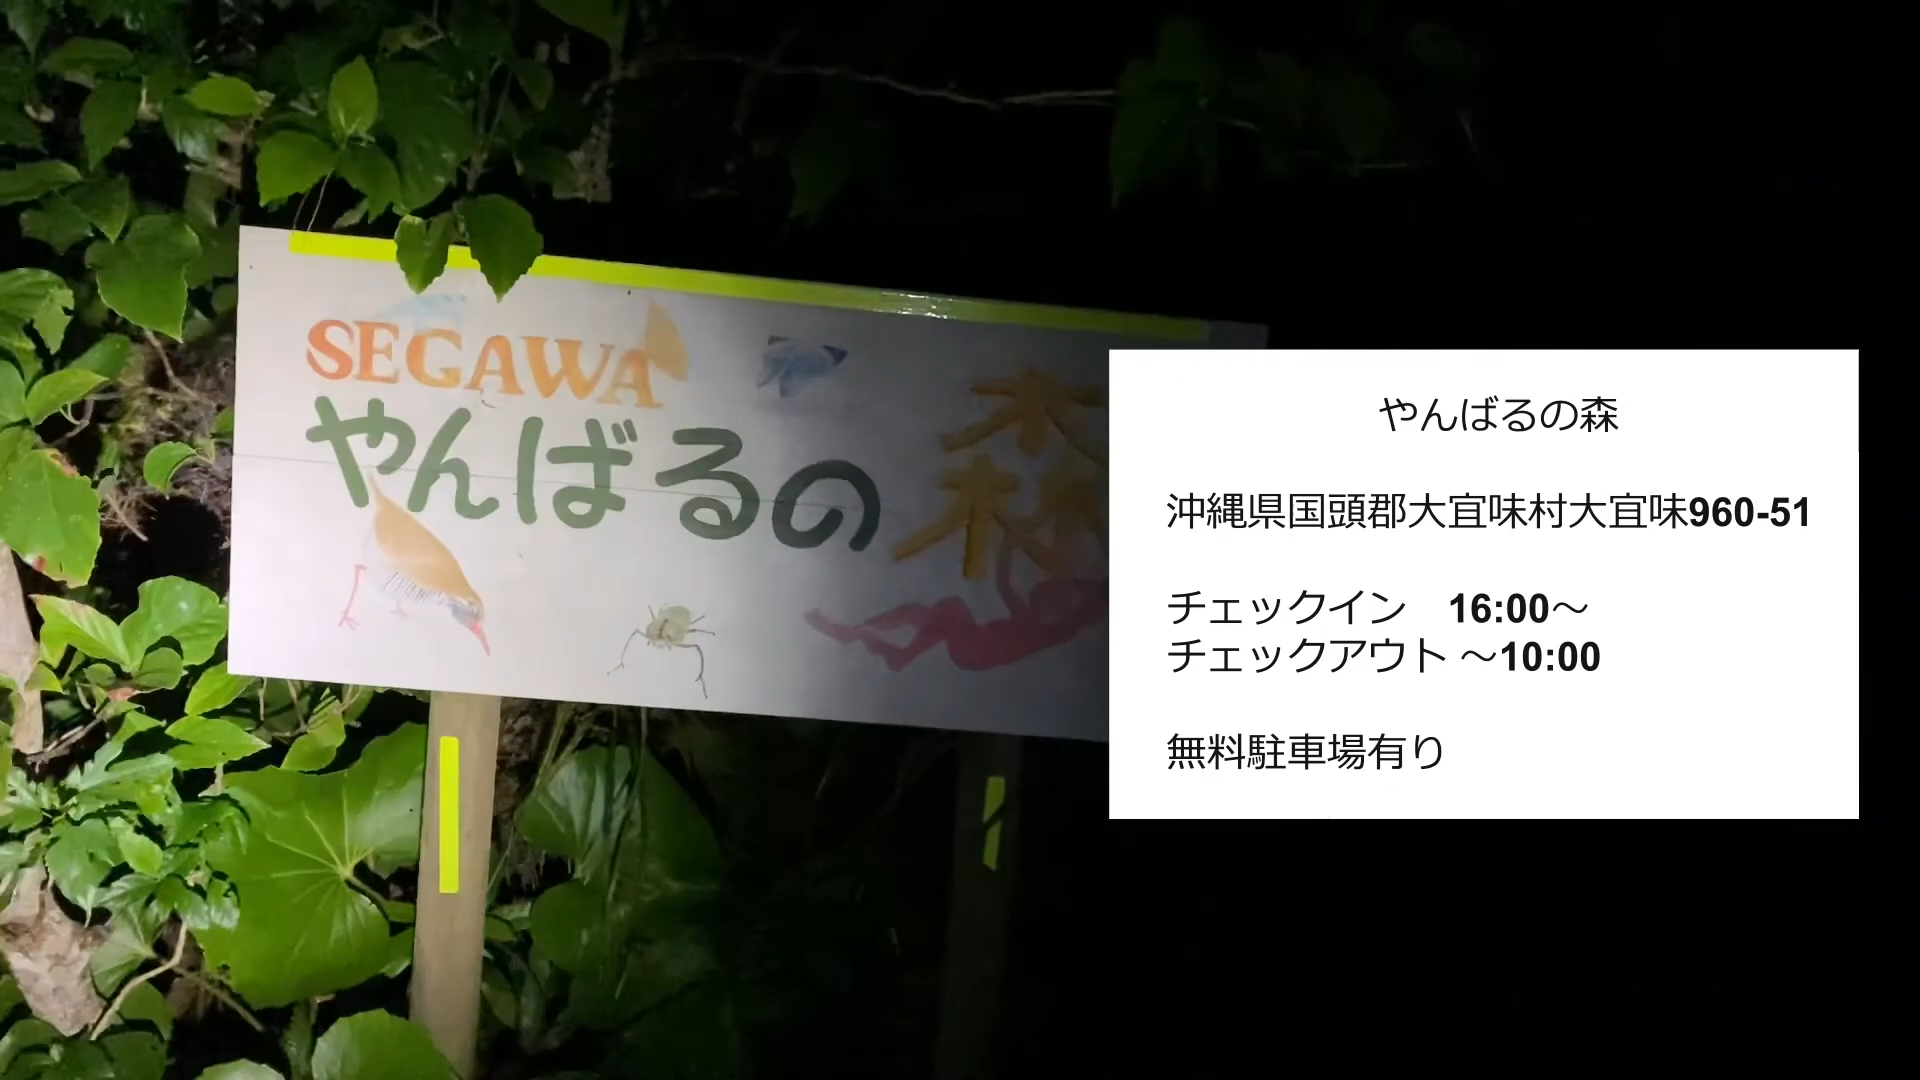 SEGAWA
やんばるの森
やんばるの森
沖縄県国頭郡大宜味村大宜味960-51
チェックイン　16:00～
チェックアウト ～10:00
無料駐車場有り